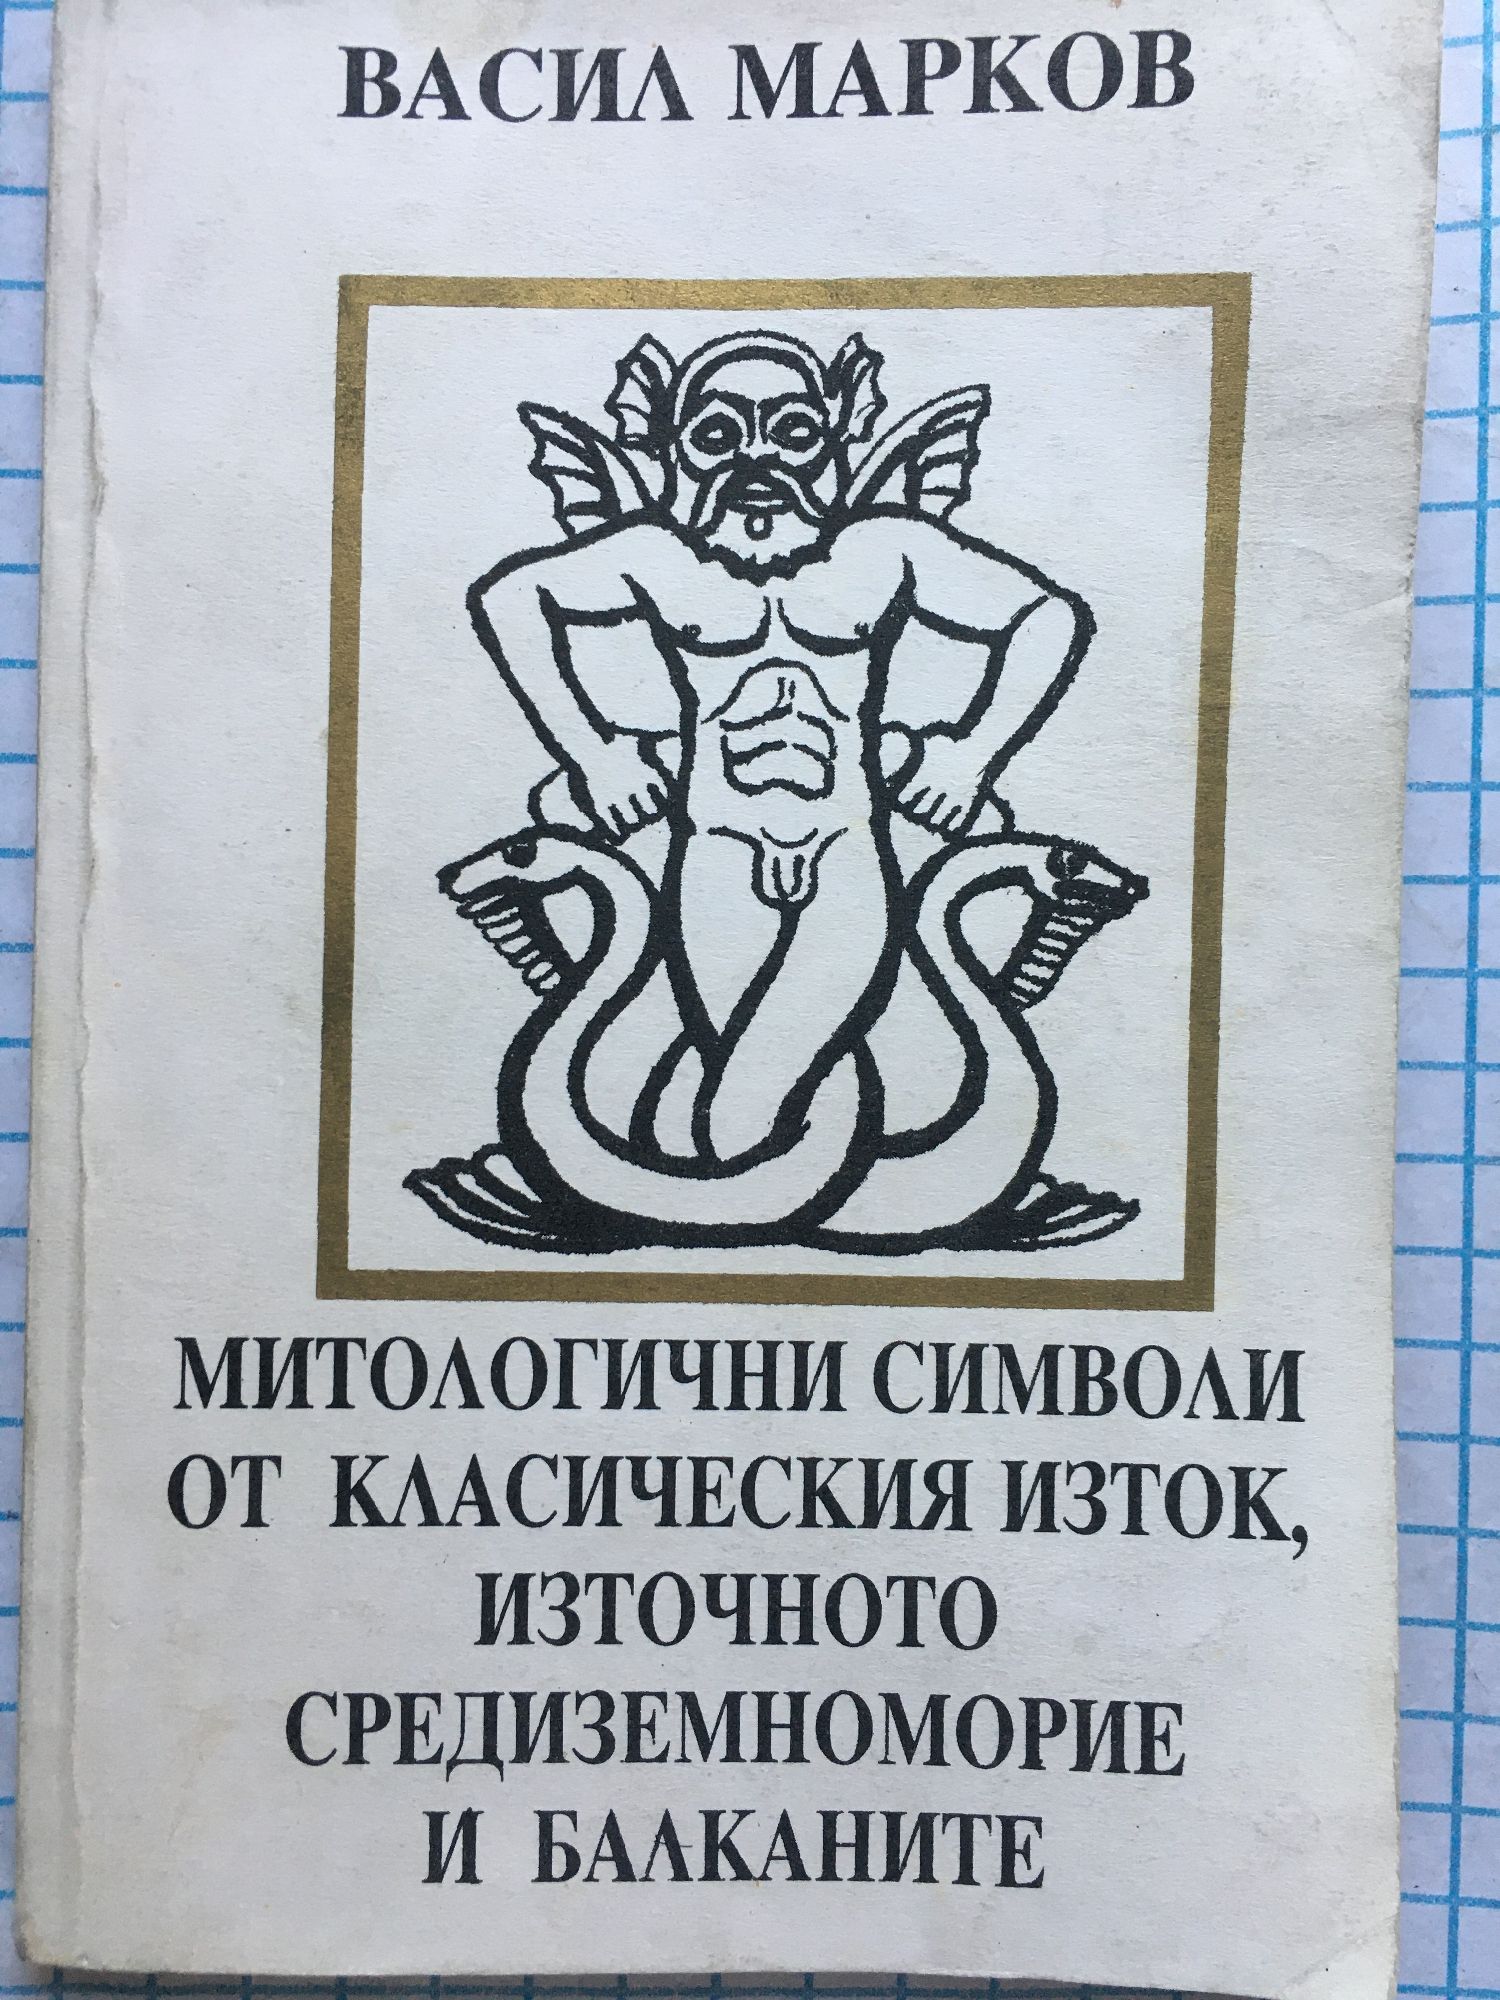 ВАСИЛ МАРКОВ
МИТОЛОГИЧНИ СИМВОЛИ
ОТ КЛАСИЧЕСКИЯ ИЗТОК,
ИЗТОЧНОТО
СРЕДИЗЕМНОМОРИЕ
И БАЛКАНИТЕ